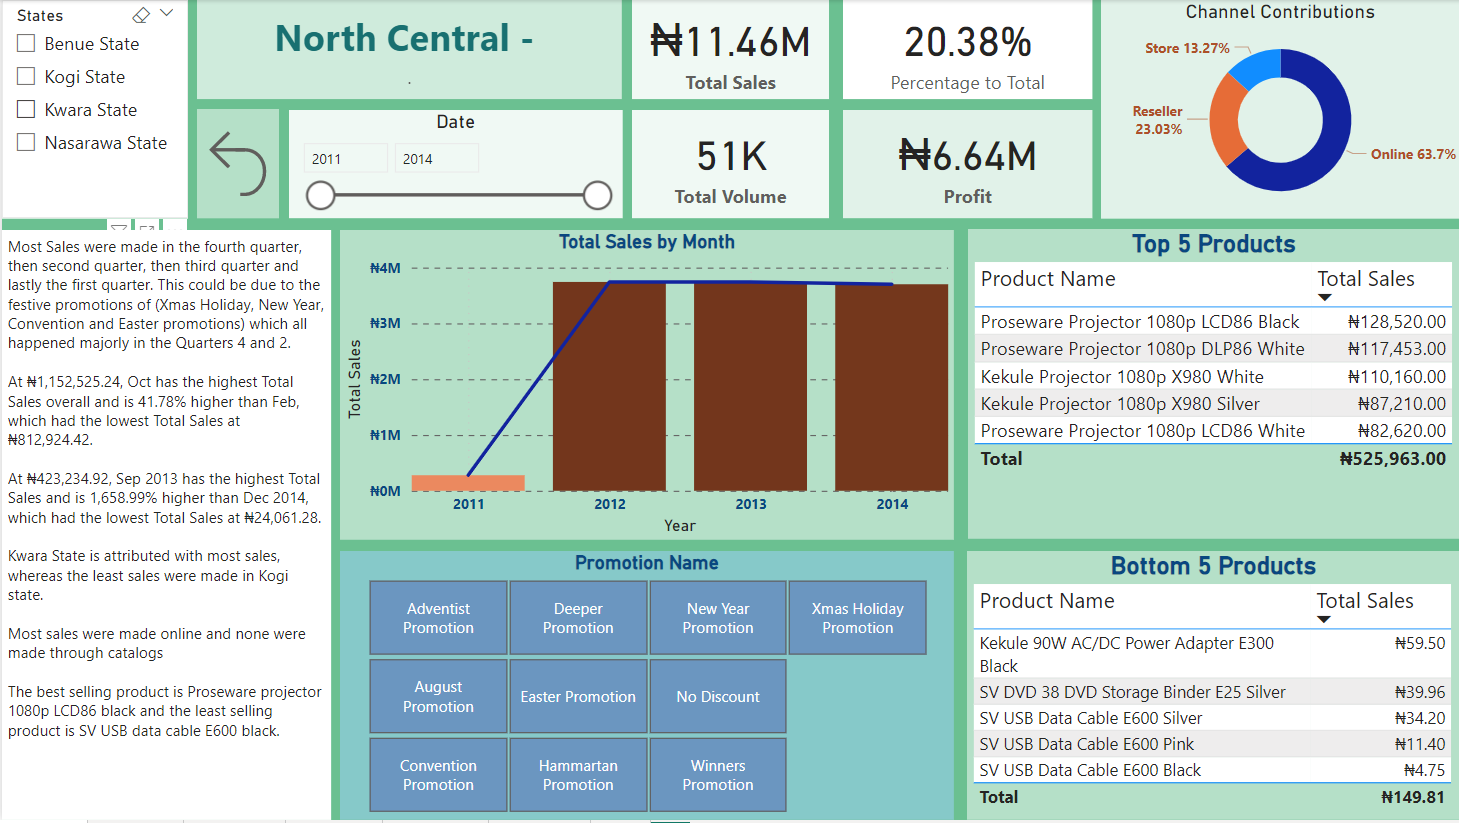 States
Benue State
Kogi State
Kwara State
Nasarawa State
North Central -
.
₦11.46M
Total Sales
20.38%
Percentage to Total
Channel Contributions
Store 13.27%
Reseller
23.03%
Online 63.7%
Date
2011
2014
51K
Total Volume
₦6.64M
Profit
Most Sales were made in the fourth quarter,
then second quarter, then third quarter and
lastly the first quarter. This could be due to the
festive promotions of (Xmas Holiday, New Year,
Convention and Easter promotions) which all
happened majorly in the Quarters 4 and 2.
At ₦1,152,525.24, Oct has the highest Total
Sales overall and is 41.78% higher than Feb,
which had the lowest Total Sales at
₦812,924.42.
At ₦423,234.92, Sep 2013 has the highest Total
Sales and is 1,658.99% higher than Dec 2014,
which had the lowest Total Sales at ₦24,061.28.
Kwara State is attributed with most sales,
whereas the least sales were made in Kogi
state.
Most sales were made online and none were
made through catalogs
The best selling product is Proseware projector
1080p LCD86 black and the least selling
product is SV USB data cable E600 black.
Total Sales by Month
Total Sales
₦4M
₦3M
₦2M
₦1M
₦0M
2011
2012
2013
2014
Year
Promotion Name
Adventist
Promotion
Deeper
Promotion
New Year
Promotion
Xmas Holiday
Promotion
August
Promotion
Easter Promotion
No Discount
Convention
Promotion
Hammartan
Promotion
Winners
Promotion
Top 5 Products
Product Name Total Sales
Proseware Projector 1080p LCD86 Black ₦128,520.00
Proseware Projector 1080p DLP86 White ₦117,453.00
Kekule Projector 1080p X980 White ₦110,160.00
Kekule Projector 1080p X980 Silver ₦87,210.00
Proseware Projector 1080p LCD86 White ₦82,620.00
Total ₦525,963.00
Bottom 5 Products
Product Name Total Sales
Kekule 90W AC/DC Power Adapter E300 ₦59.50
Black
SV DVD 38 DVD Storage Binder E25 Silver ₦39.96
SV USB Data Cable E600 Silver ₦34.20
SV USB Data Cable E600 Pink ₦11.40
SV USB Data Cable E600 Black ₦4.75
Total ₦149.81